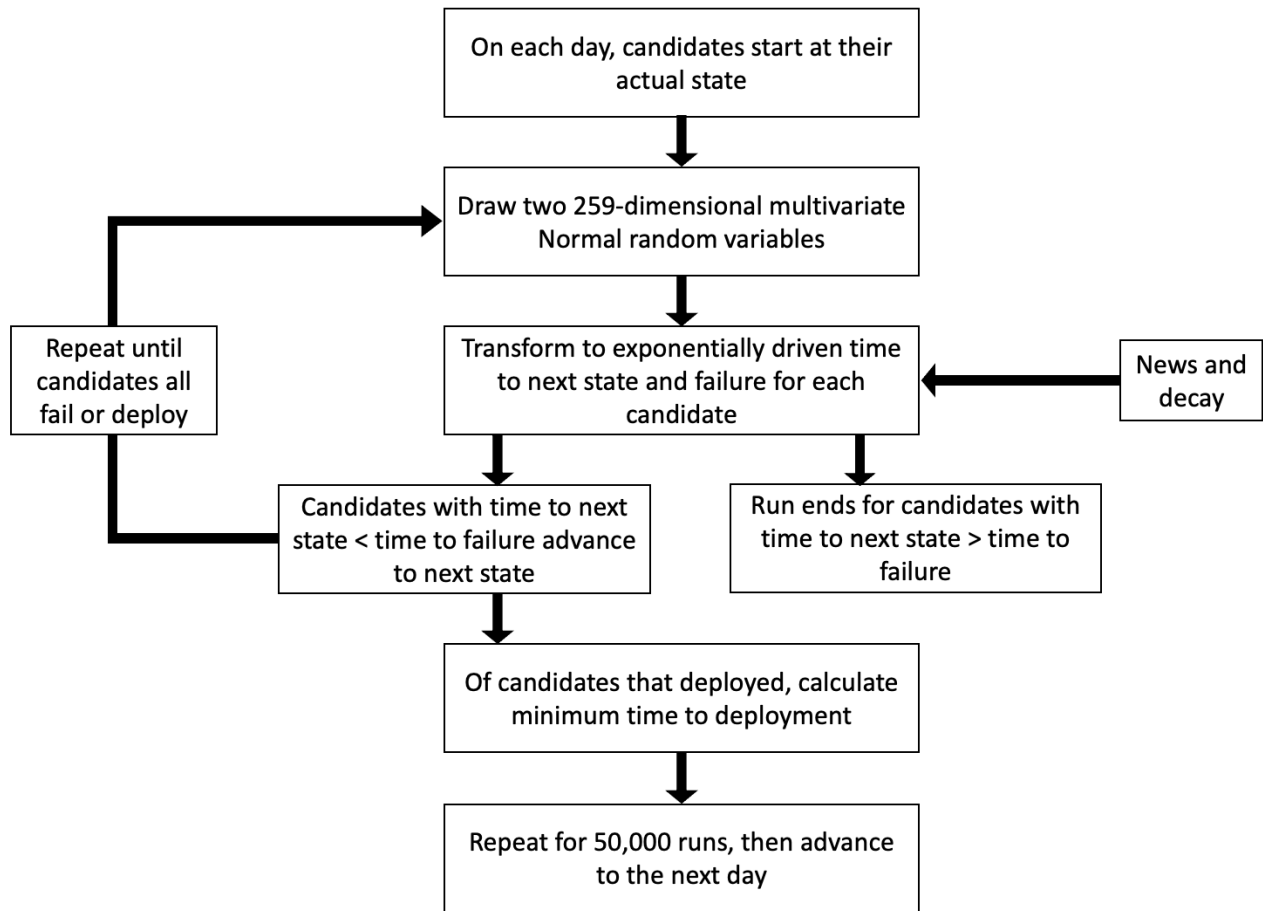 On each day, candidates start at their
actual state
Draw two 259-dimensional multivariate
Normal random variables
Repeat until
candidates all
fail or deploy
Transform to exponentially driven time
to next state and failure for each
candidate
News and
decay
Candidates with time to next
state < time to failure advance
to next state
Run ends for candidates with
time to next state > time to
failure
Of candidates that deployed, calculate
minimum time to deployment
Repeat for 50,000 runs, then advance
to the next day